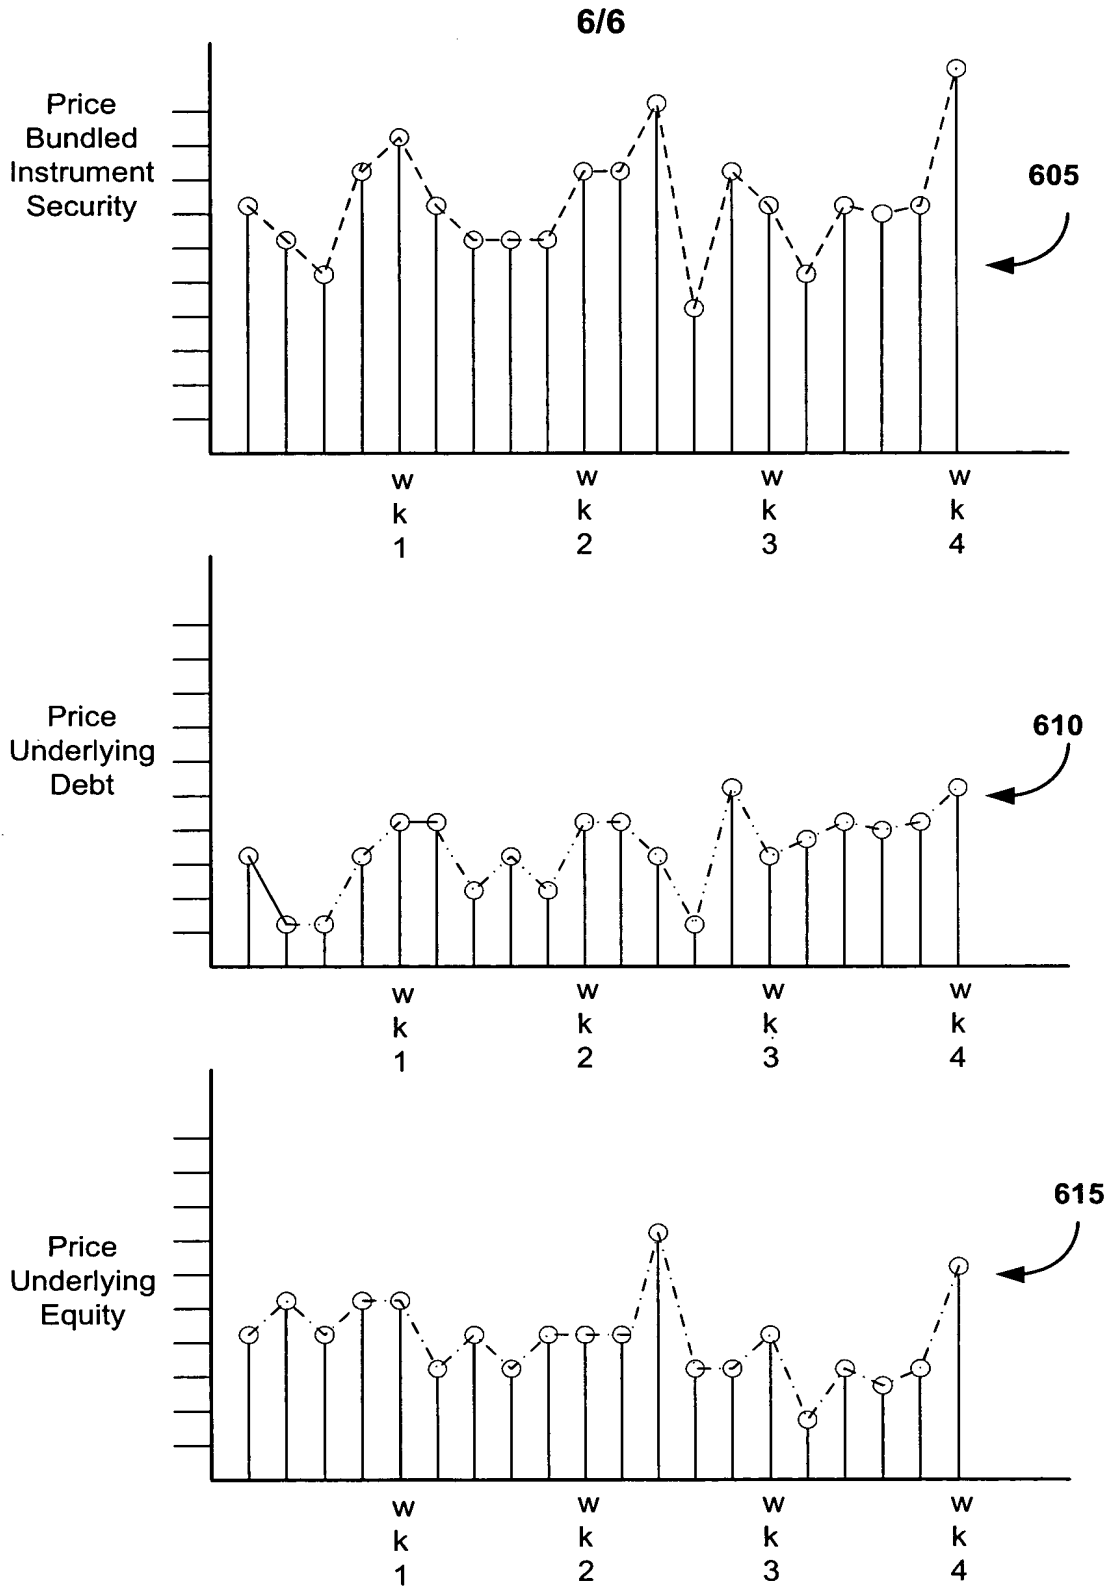 6/6
Price
Bundled
Instrument
Security
605
w
k
1
w
k
2
w
k
3
w
k
4
Price
Underlying
Debt
610
w
k
1
w
k
2
w
k
3
w
k
4
Price
Underlying
Equity
615
w
k
1
w
k
2
w
k
3
w
k
4